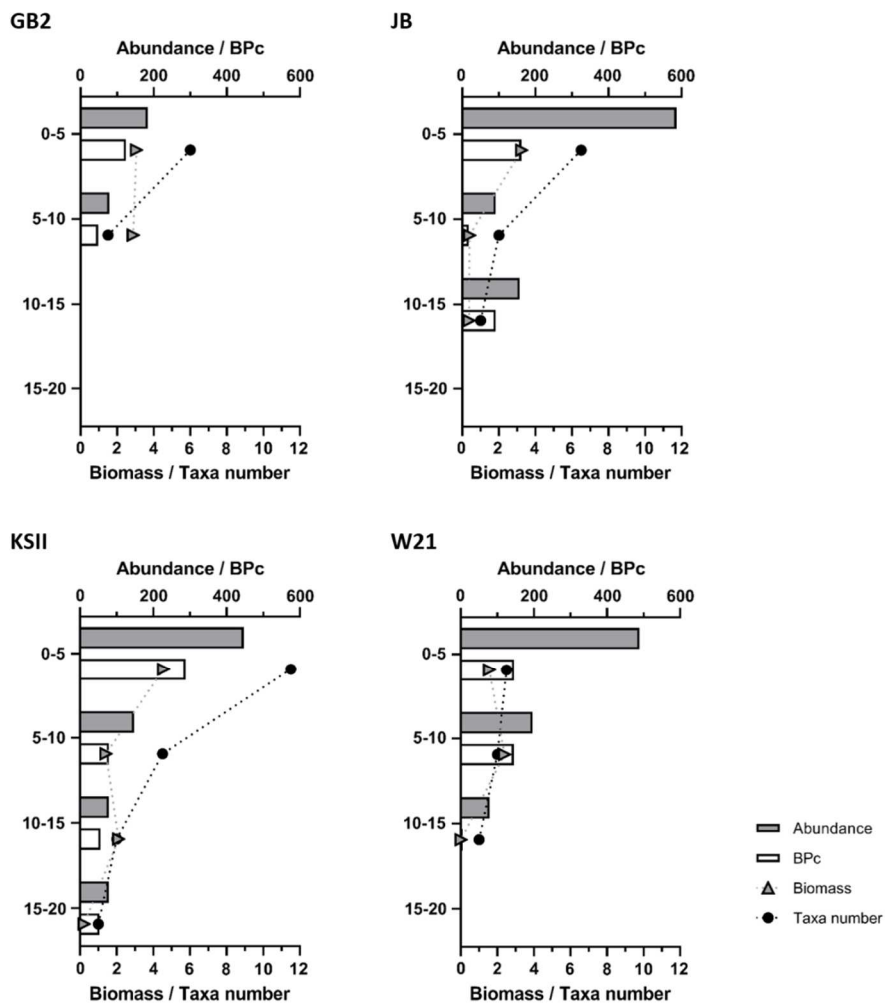 GB2
Abundance / BPc
0 200 400 600
0-5
5-10
10-15
15-20
0 2 4 6 8 10 12
Biomass / Taxa number
JB
Abundance / BPc
0 200 400 600
0-5
5-10
10-15
15-20
0 2 4 6 8 10 12
Biomass / Taxa number
KSII
Abundance / BPc
0 200 400 600
0-5
5-10
10-15
15-20
0 2 4 6 8 10 12
Biomass / Taxa number
W21
Abundance / BPc
0 200 400 600
0-5
5-10
10-15
15-20
0 2 4 6 8 10 12
Biomass / Taxa number
Abundance
BPc
Biomass
Taxa number